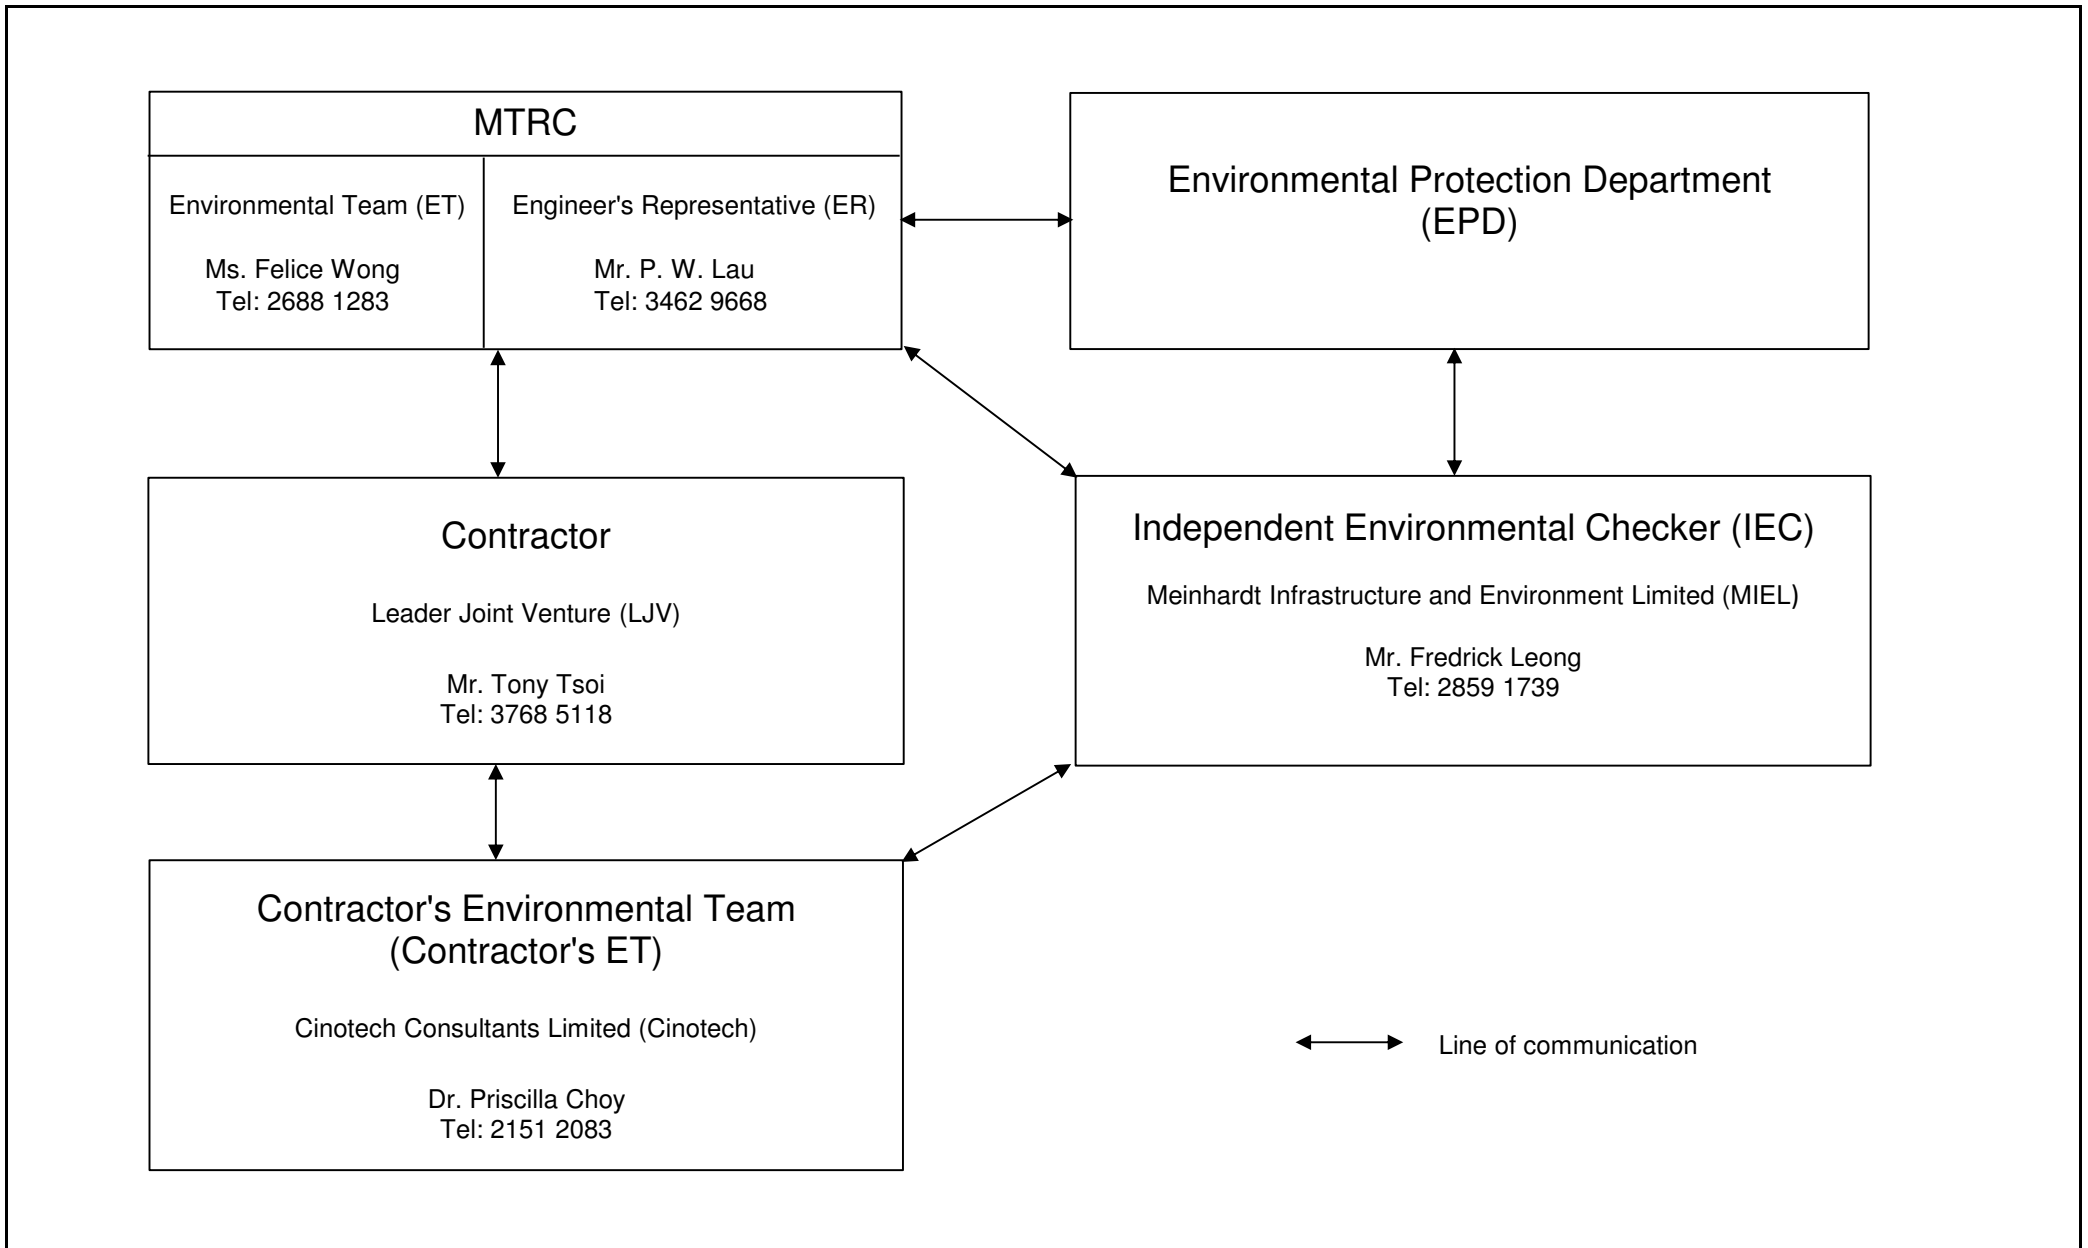 MTRC
Environmental Team (ET)
Ms. Felice Wong
Tel: 2688 1283
Engineer's Representative (ER)
Mr. P. W. Lau
Tel: 3462 9668
Environmental Protection Department
(EPD)
Contractor
Leader Joint Venture (LJV)
Mr. Tony Tsoi
Tel: 3768 5118
Independent Environmental Checker (IEC)
Meinhardt Infrastructure and Environment Limited (MIEL)
Mr. Fredrick Leong
Tel: 2859 1739
Contractor's Environmental Team
(Contractor's ET)
Cinotech Consultants Limited (Cinotech)
Dr. Priscilla Choy
Tel: 2151 2083
Line of communication